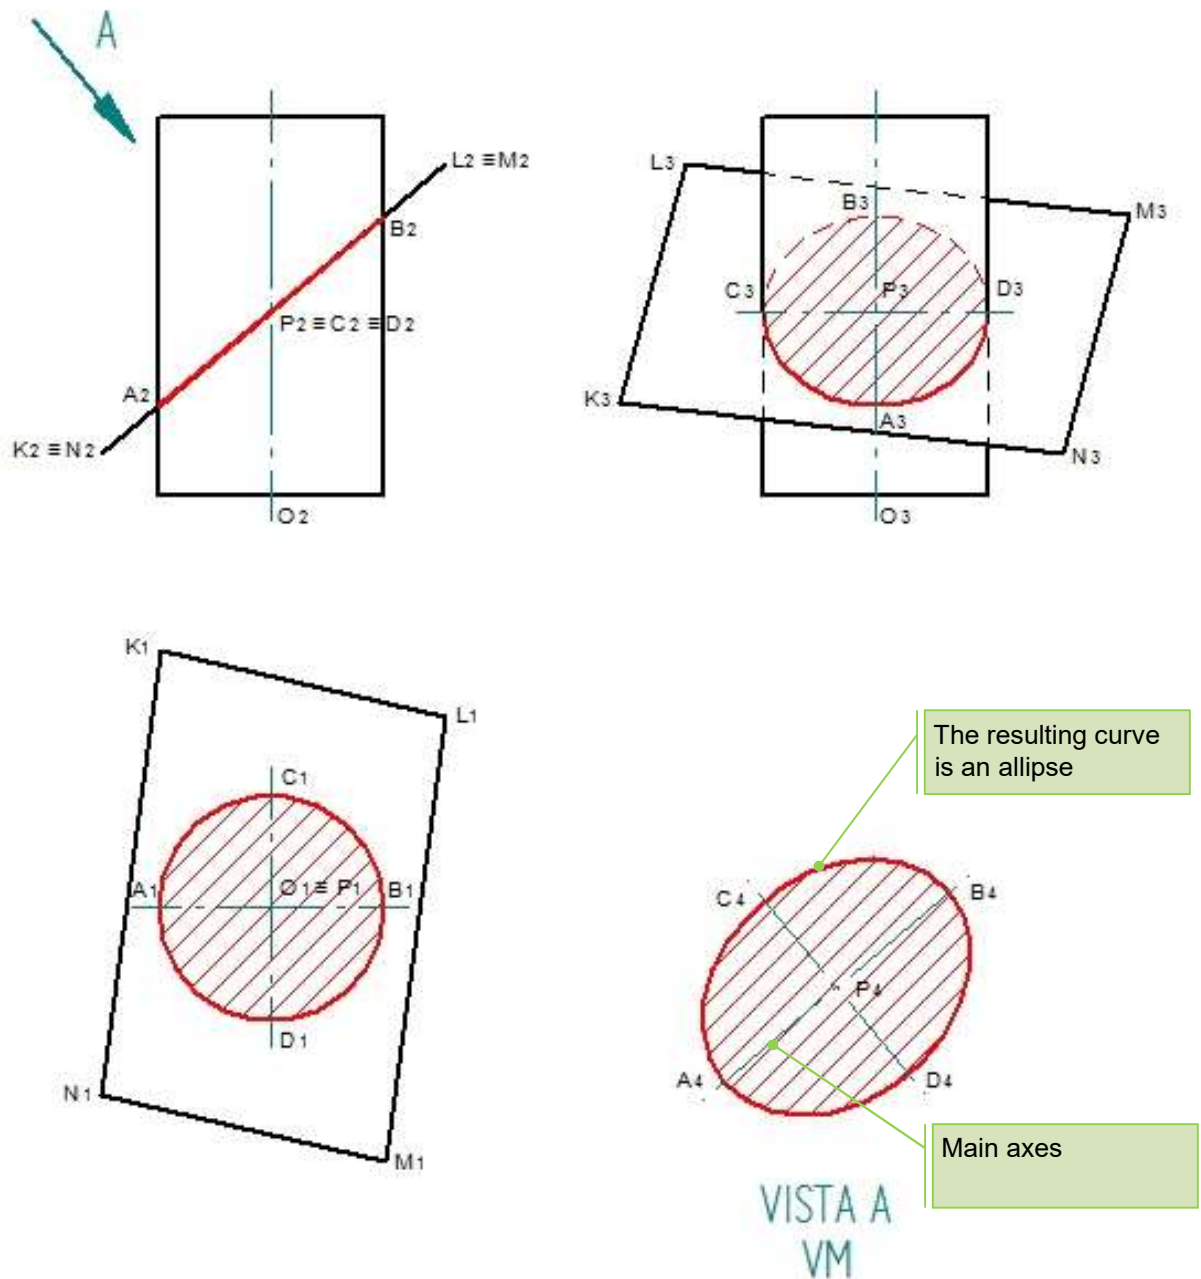 A
L2 ≡M2
B2
P2 ≡C2 ≡D2
A2
K2 ≡N2
O2
L3
B3
M3
C3
P3
D3
K3
A3
N3
O3
K1
L1
C1
A1
O1≡ P1
B1
D1
N1
M1
The resulting curve
is an allipse
C4
B4
P4
A4
D4
Main axes
VISTA A
VM